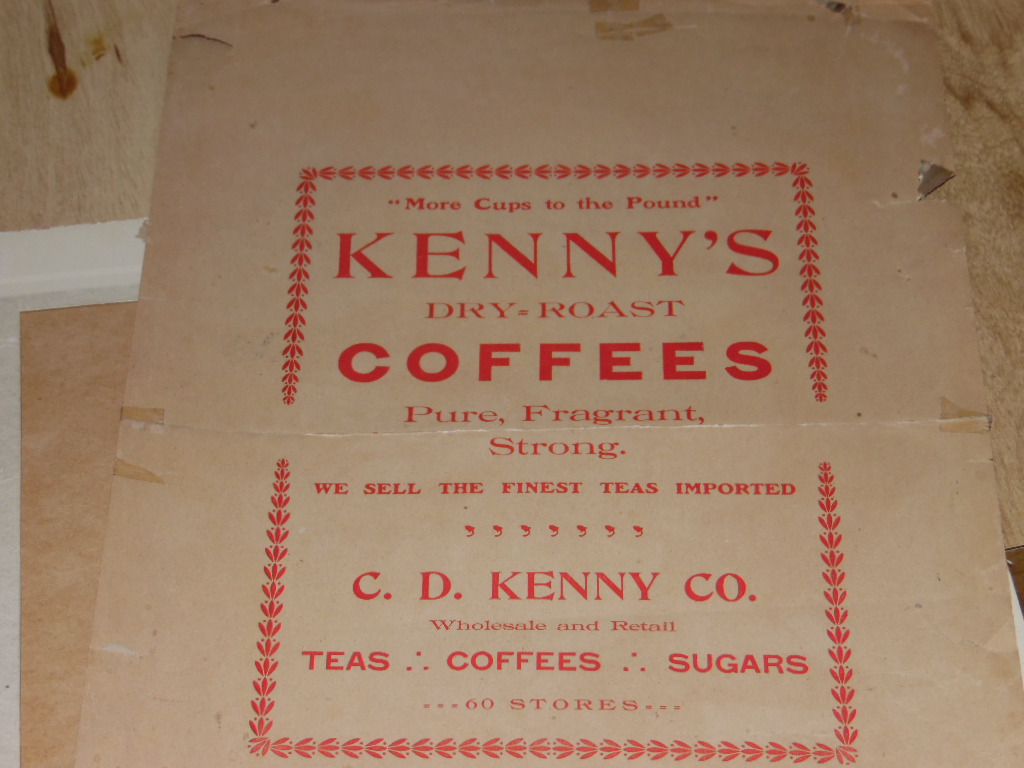 "More Cups to the Pound"
KENNY'S
DRY=ROAST
COFFEES
Pure, Fragrant,
Strong.
WE SELL THE FINEST TEAS IMPORTED
, , , , , , ,
C. D. KENNY CO.
Wholesale and Retail
TEAS ∴ COFFEES ∴ SUGARS
===60 STORES===